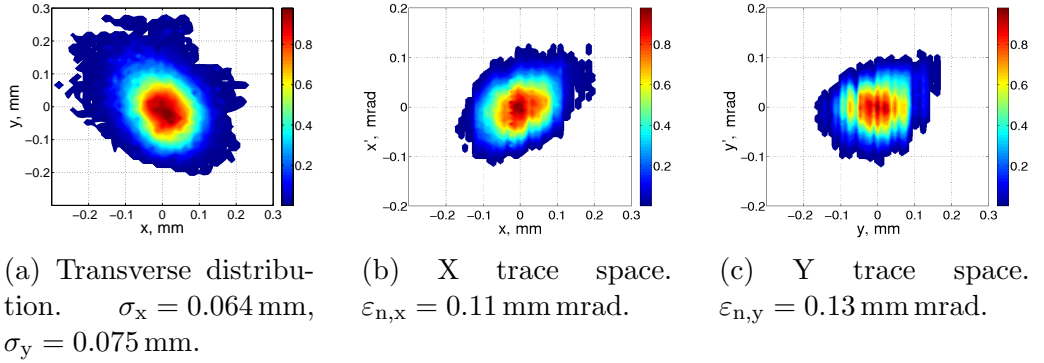 0.3
0.2
0.1
0
−0.1
−0.2
y, mm
−0.2 −0.1 0 0.1 0.2 0.3
x, mm
0.8
0.6
0.4
0.2
0.2
0.1
0
−0.1
−0.2
x', mrad
−0.2 −0.1 0 0.1 0.2 0.3
x, mm
0.8
0.6
0.4
0.2
0.2
0.1
0
−0.1
−0.2
y', mrad
−0.2 −0.1 0 0.1 0.2 0.3
y, mm
0.8
0.6
0.4
0.2
(a) Transverse distribu-
tion. σx = 0.064 mm,
σy = 0.075 mm.
(b) X trace space.
εn,x = 0.11 mm mrad.
(c) Y trace space.
εn,y = 0.13 mm mrad.